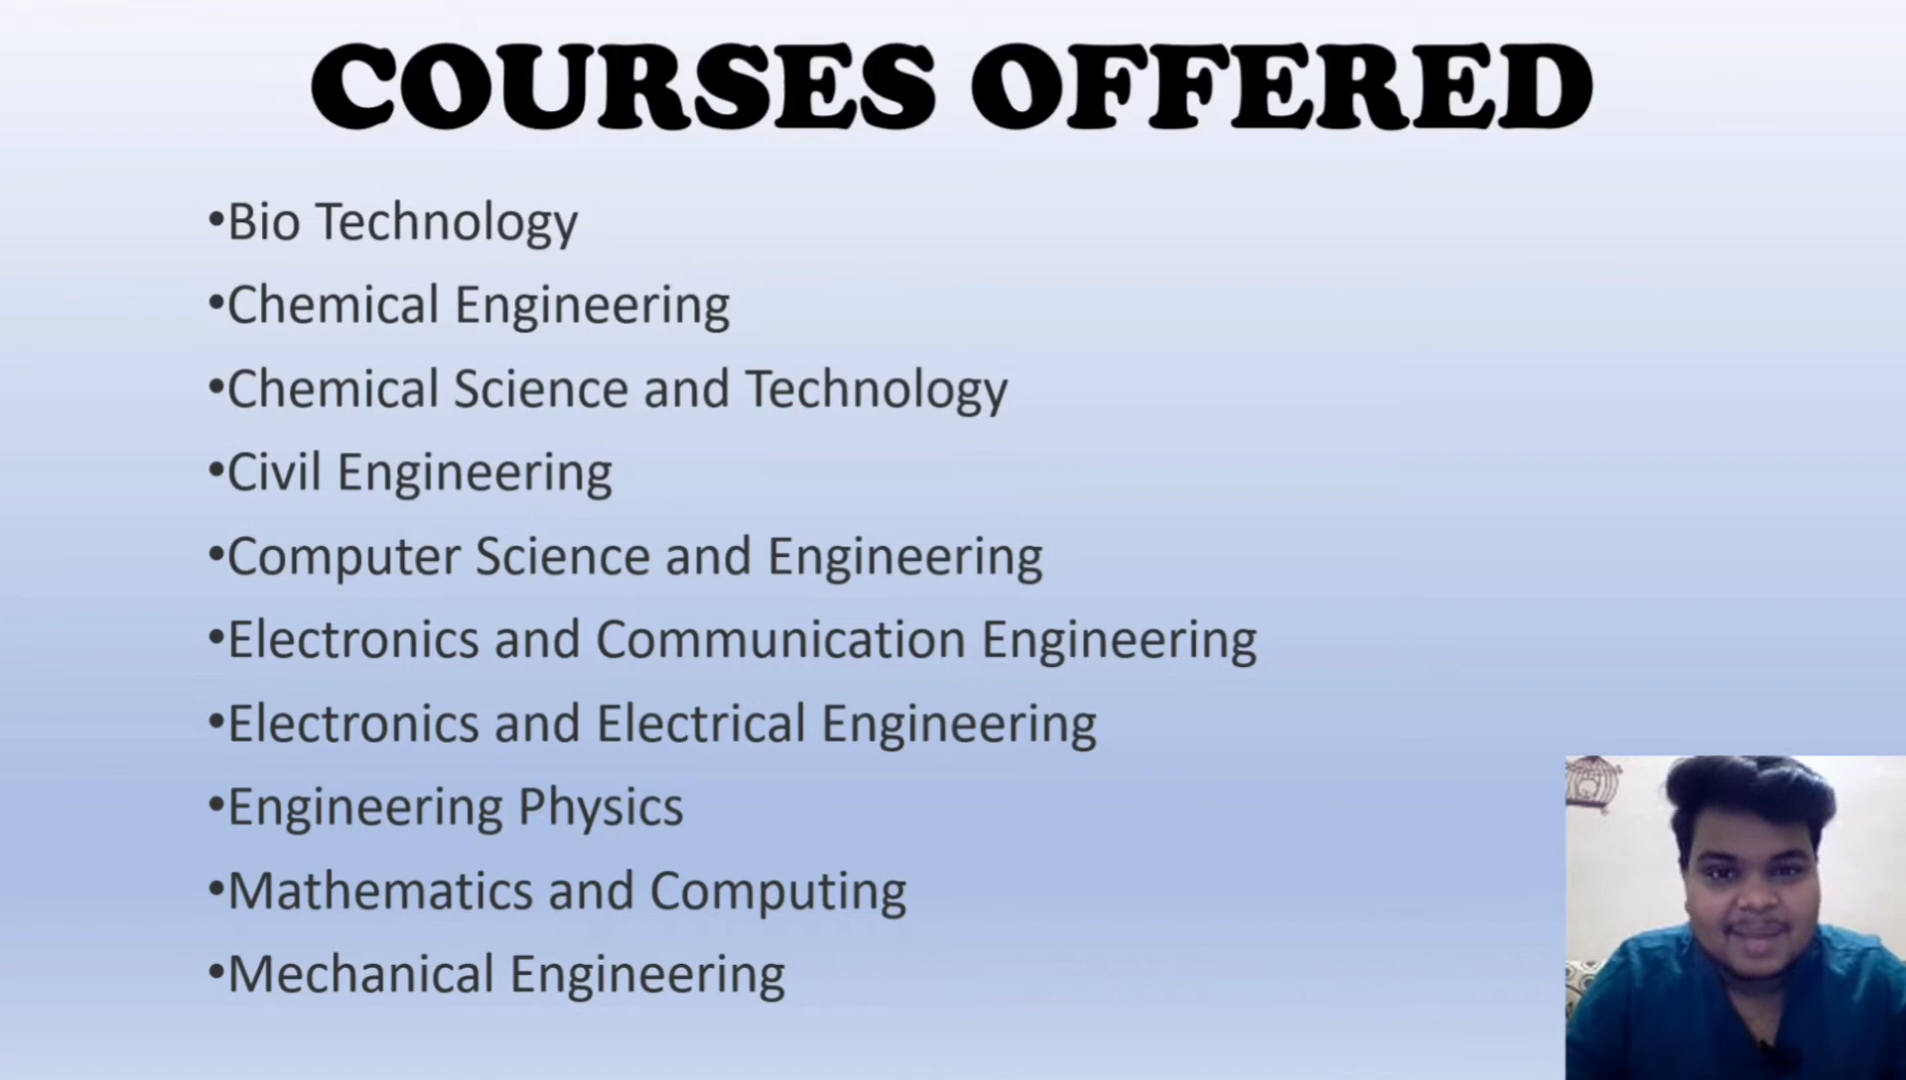 COURSES OFFERED
•Bio Technology
•Chemical Engineering
•Chemical Science and Technology
•Civil Engineering
•Computer Science and Engineering
•Electronics and Communication Engineering
•Electronics and Electrical Engineering
•Engineering Physics
•Mathematics and Computing
•Mechanical Engineering